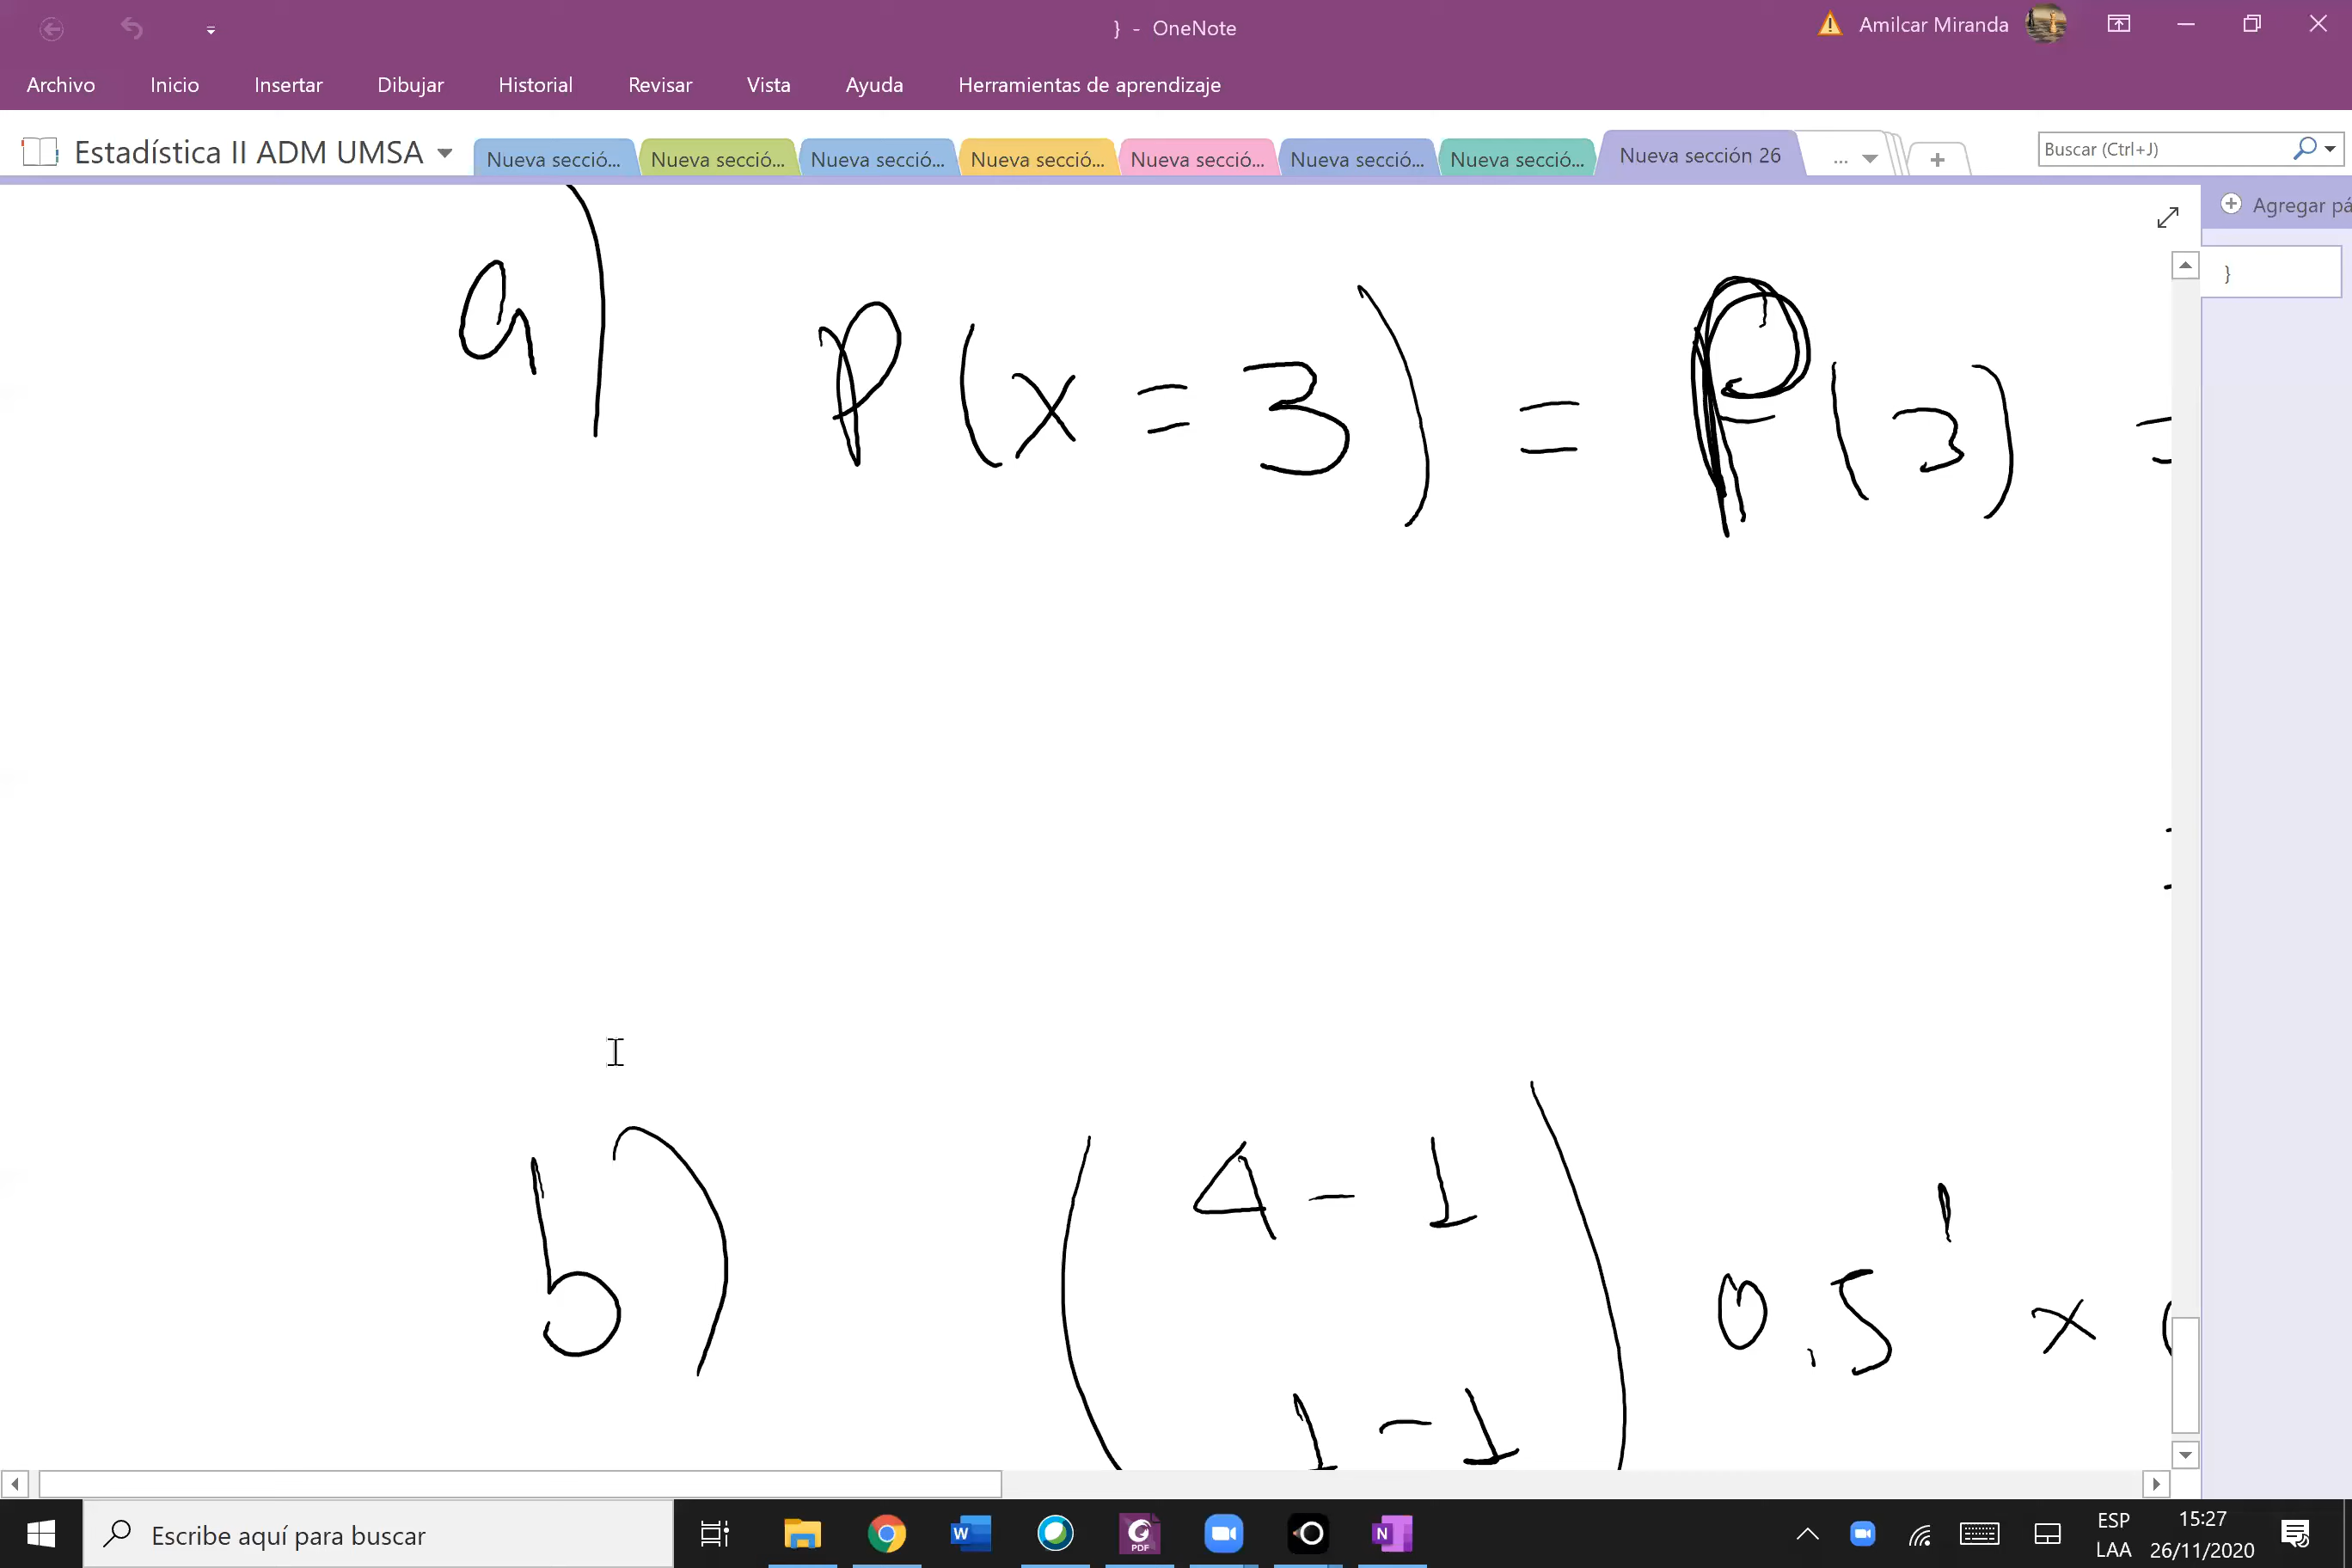 } - OneNote
Amilcar Miranda
Archivo Inicio Insertar Dibujar Historial Revisar Vista Ayuda Herramientas de aprendizaje
Estadística II ADM UMSA
Nueva secció... Nueva secció... Nueva secció... Nueva secció... Nueva secció... Nueva secció... Nueva secció... Nueva sección 26 ... +
Buscar (Ctrl+J)
Agregar pá
}
a) P(x = 3) = P(3) =
b) (4 - 1
1 - 1) 0,5¹ x (
Escribe aquí para buscar
ESP
LAA
15:27
26/11/2020